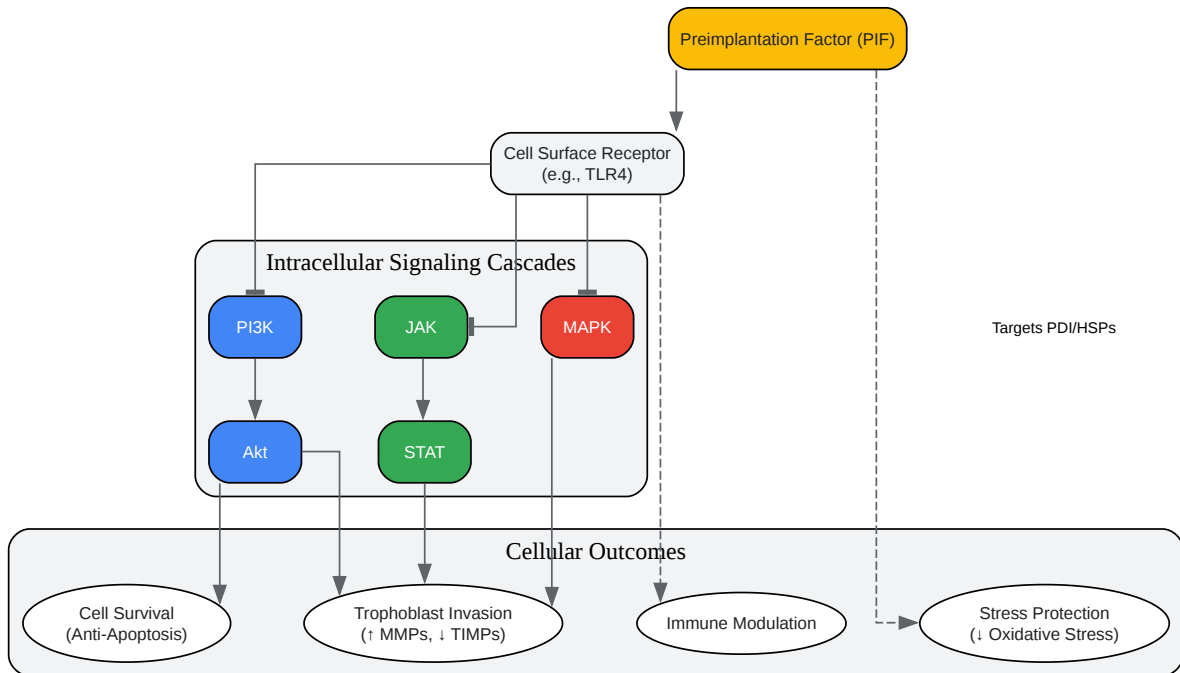 Preimplantation Factor (PIF)
Cell Surface Receptor
(e.g., TLR4)
Intracellular Signaling Cascades
PI3K
JAK
MAPK
Targets PDI/HSPs
Akt
STAT
Cellular Outcomes
Cell Survival
(Anti-Apoptosis)
Trophoblast Invasion
(↑ MMPs, ↓ TIMPs)
Immune Modulation
Stress Protection
(↓ Oxidative Stress)